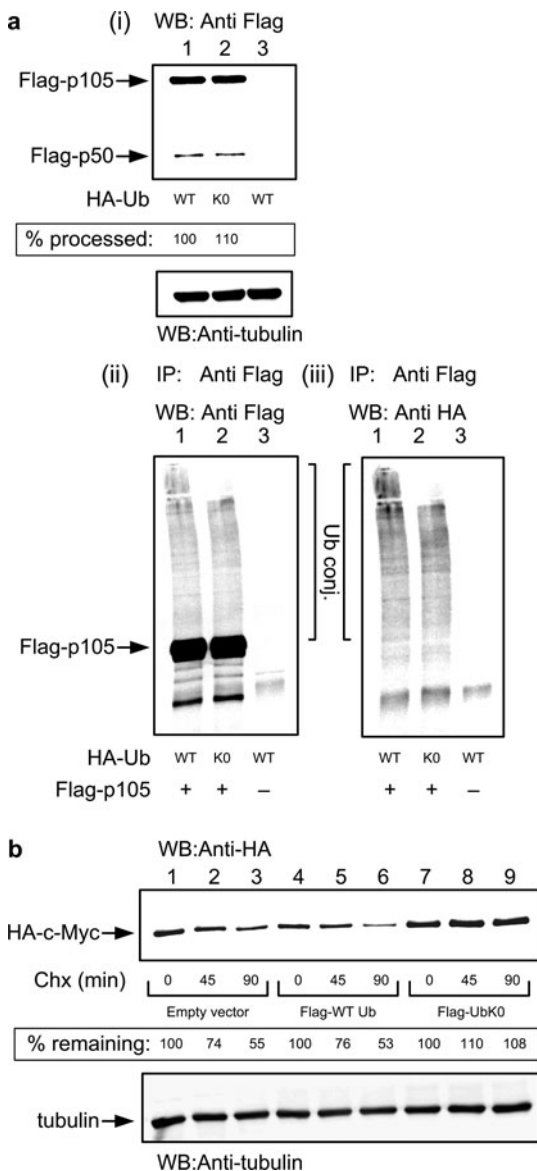 a (i) WB: Anti Flag
1 2 3
Flag-p105
Flag-p50
HA-Ub WT K0 WT
% processed: 100 110
WB:Anti-tubulin
(ii) IP: Anti Flag (iii) IP: Anti Flag
WB: Anti Flag WB: Anti HA
1 2 3 1 2 3
Ub conj.
Flag-p105
HA-Ub WT K0 WT WT K0 WT
Flag-p105 + + – + + –
b WB:Anti-HA
1 2 3 4 5 6 7 8 9
HA-c-Myc
Chx (min) 0 45 90 0 45 90 0 45 90
Empty vector Flag-WT Ub Flag-UbK0
% remaining: 100 74 55 100 76 53 100 110 108
tubulin
WB:Anti-tubulin